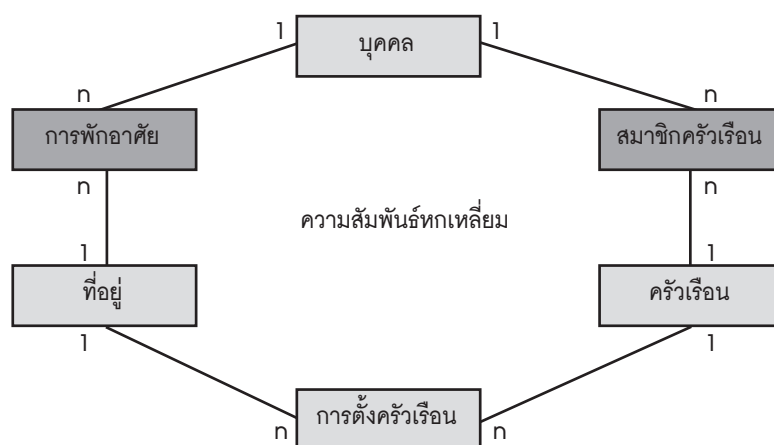 1 บุคคล 1
n n
การพักอาศัย สมาชิกครัวเรือน
n n
ความสัมพันธ์หกเหลี่ยม
1 1
ที่อยู่ ครัวเรือน
1 1
การตั้งครัวเรือน
n n